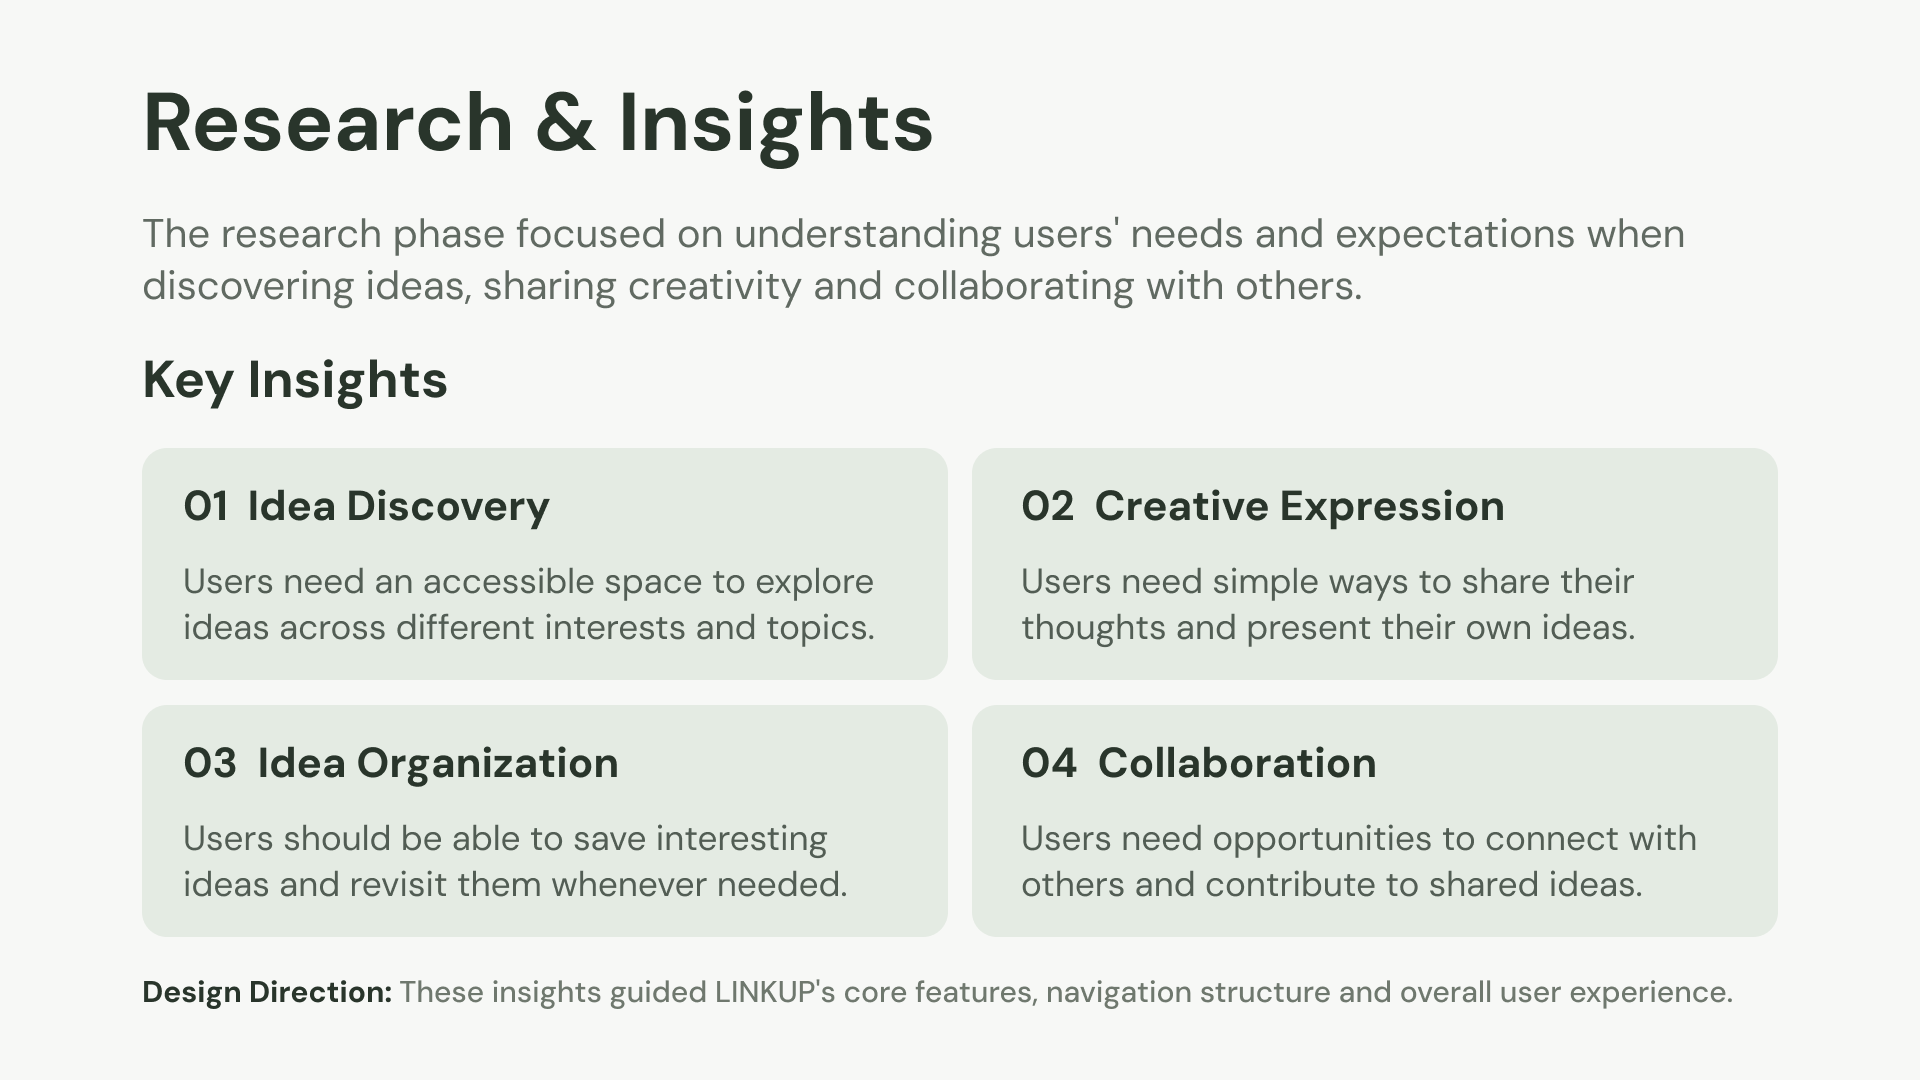 Research & Insights
The research phase focused on understanding users' needs and expectations when
discovering ideas, sharing creativity and collaborating with others.
Key Insights
01 Idea Discovery
Users need an accessible space to explore
ideas across different interests and topics.
02 Creative Expression
Users need simple ways to share their
thoughts and present their own ideas.
03 Idea Organization
Users should be able to save interesting
ideas and revisit them whenever needed.
04 Collaboration
Users need opportunities to connect with
others and contribute to shared ideas.
Design Direction: These insights guided LINKUP's core features, navigation structure and overall user experience.